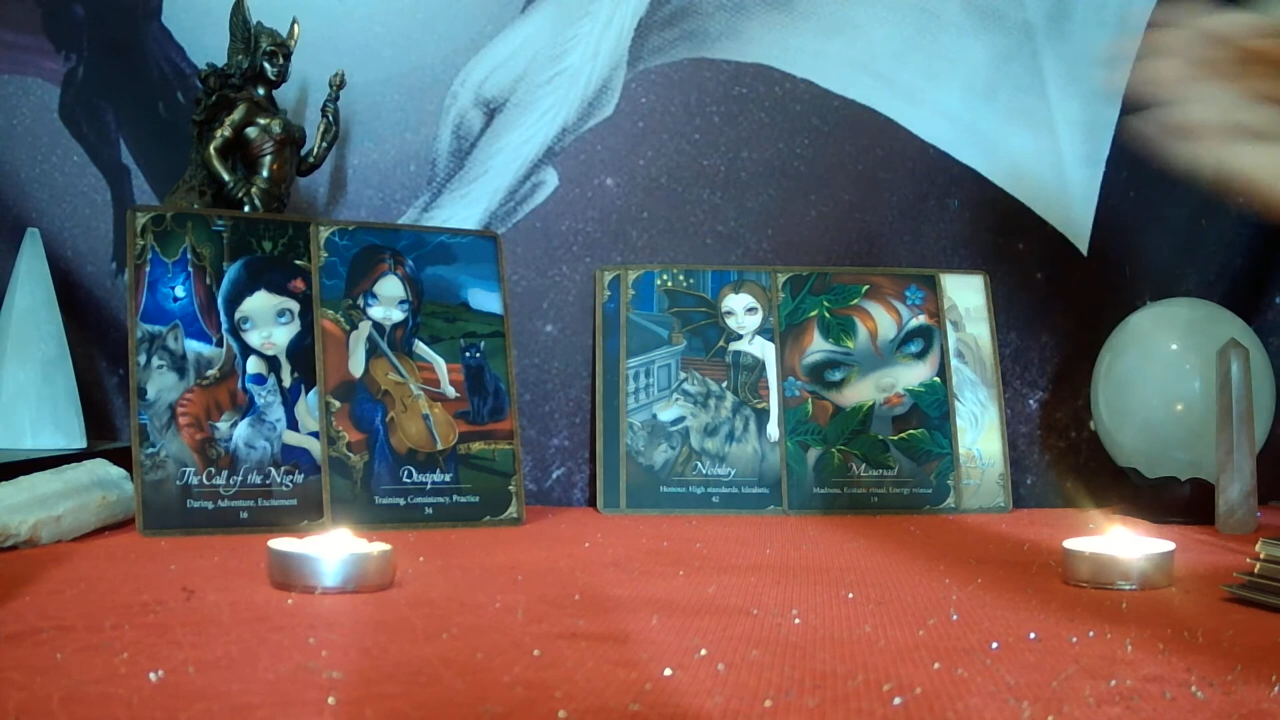 The Call of the Night
Daring, Adventure, Excitement
16
Discipline
Training, Consistency, Practice
34
Nobility
Honour, High standards, Idealistic
42
Maenad
Madness, Ecstatic ritual, Energy release
19